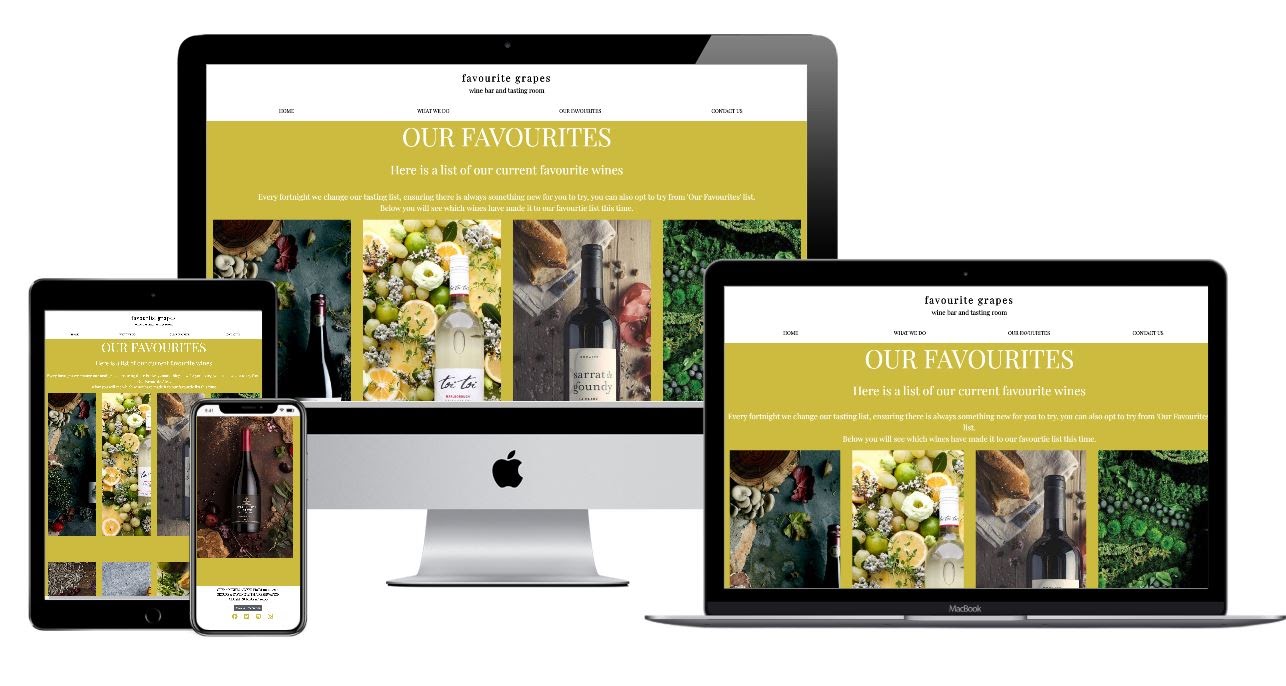 favourite grapes
wine bar and tasting room
HOME WHAT WE DO OUR FAVOURITES CONTACT US
OUR FAVOURITES
Here is a list of our current favourite wines
Every fortnight we change our tasting list, ensuring there is always something new for you to try, you can also opt to try from 'Our Favourites' list.
Below you will see which wines have made it to our favourtie list this time.
toi toi
MARLBOROUGH
sarrat de
goundy
favourite grapes
wine bar and tasting room
HOME WHAT WE DO OUR FAVOURITES CONTACT US
OUR FAVOURITES
Here is a list of our current favourite wines
Every fortnight we change our tasting list, ensuring there is always something new for you to try, you can also opt to try from 'Our Favourites'
list.
Below you will see which wines have made it to our favourtie list this time.
toi toi
MacBook
favourite grapes
OUR FAVOURITES
Here is a list of our current favourite wines
9:41